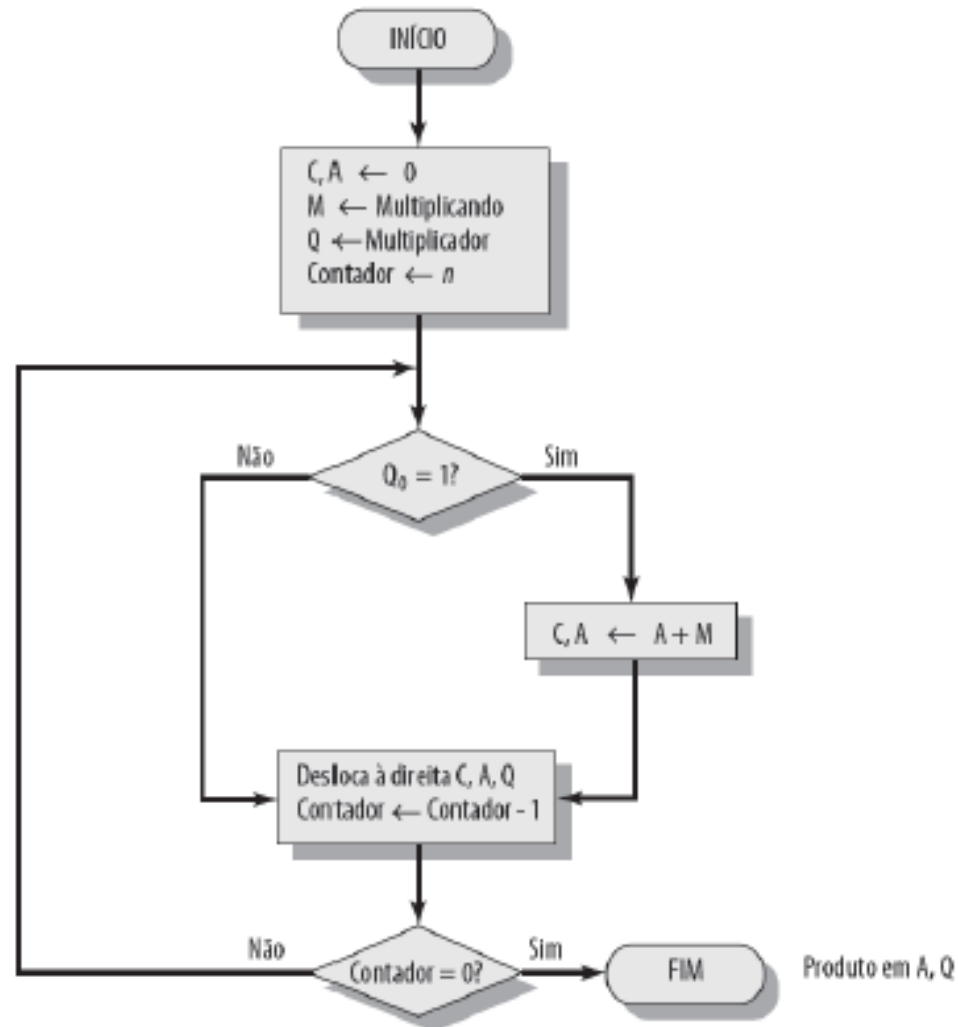 INÍCIO
C, A ← 0
M ← Multiplicando
Q ← Multiplicador
Contador ← n
Não
Q₀ = 1?
Sim
C, A ← A + M
Desloca à direita C, A, Q
Contador ← Contador - 1
Não
Contador = 0?
Sim
FIM
Produto em A, Q